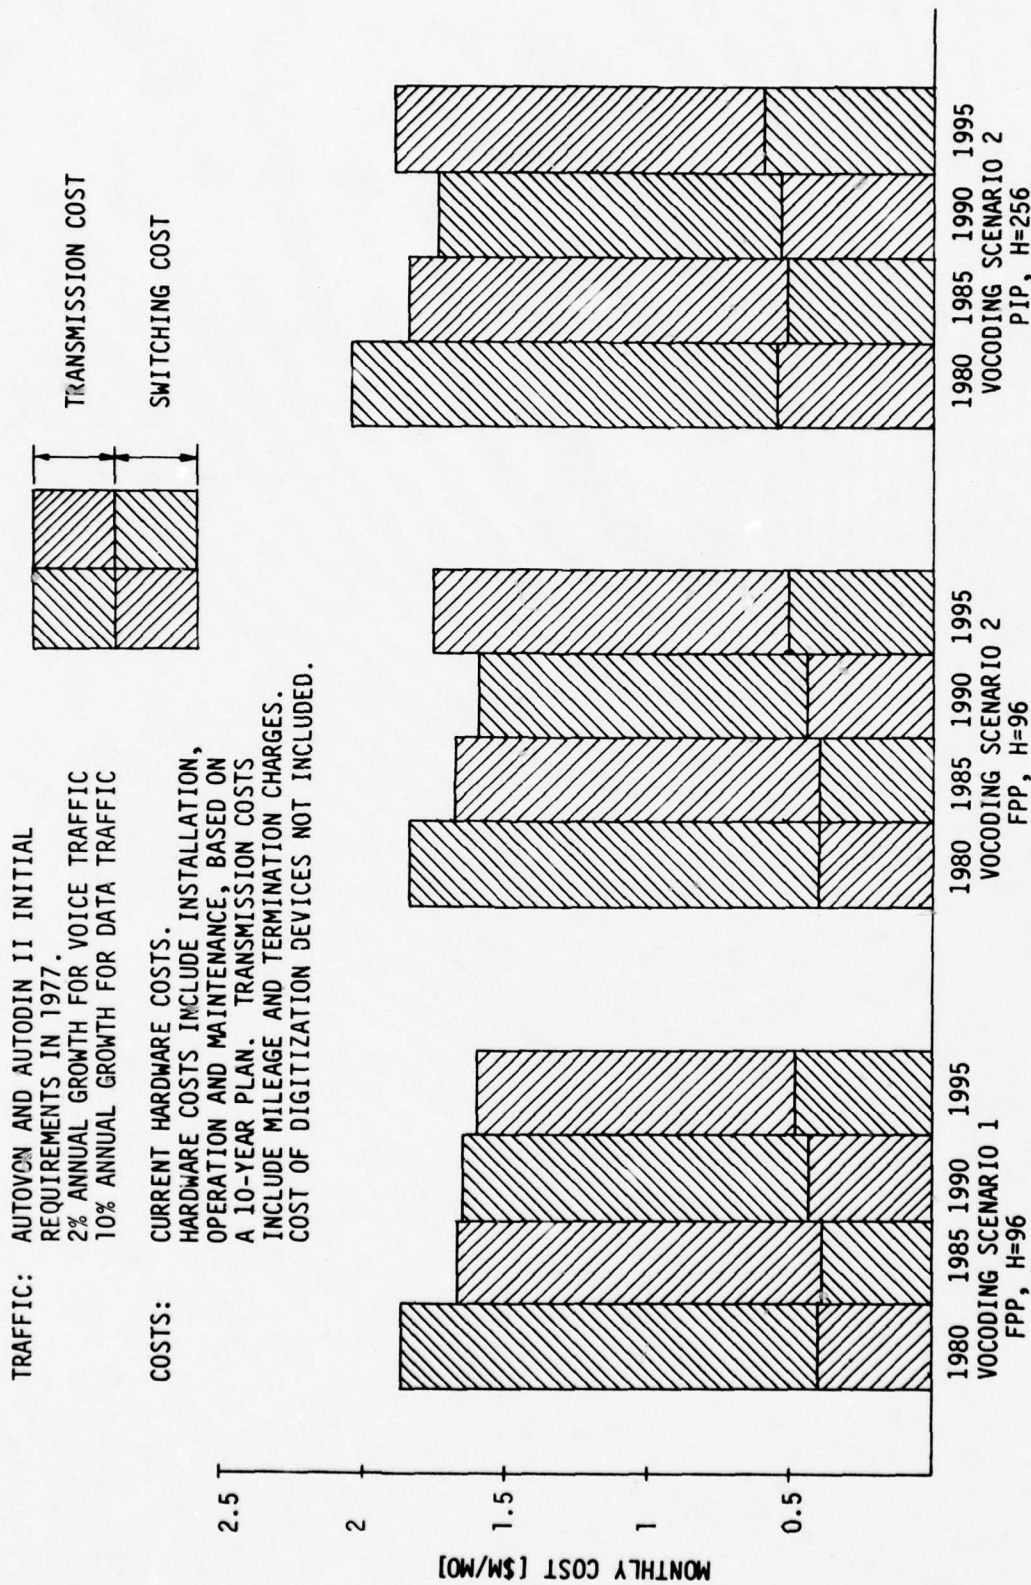 TRAFFIC: AUTOVON AND AUTODIN II INITIAL
REQUIREMENTS IN 1977.
2% ANNUAL GROWTH FOR VOICE TRAFFIC
10% ANNUAL GROWTH FOR DATA TRAFFIC
COSTS: CURRENT HARDWARE COSTS.
HARDWARE COSTS INCLUDE INSTALLATION,
OPERATION AND MAINTENANCE, BASED ON
A 10-YEAR PLAN. TRANSMISSION COSTS
INCLUDE MILEAGE AND TERMINATION CHARGES.
COST OF DIGITIZATION DEVICES NOT INCLUDED.
TRANSMISSION COST
SWITCHING COST
MONTHLY COST [$M/MO]
2.5
2
1.5
1
0.5
1980 1985 1990 1995
VOCODING SCENARIO 1
FPP, H=96
1980 1985 1990 1995
VOCODING SCENARIO 2
FPP, H=96
1980 1985 1990 1995
VOCODING SCENARIO 2
PIP, H=256